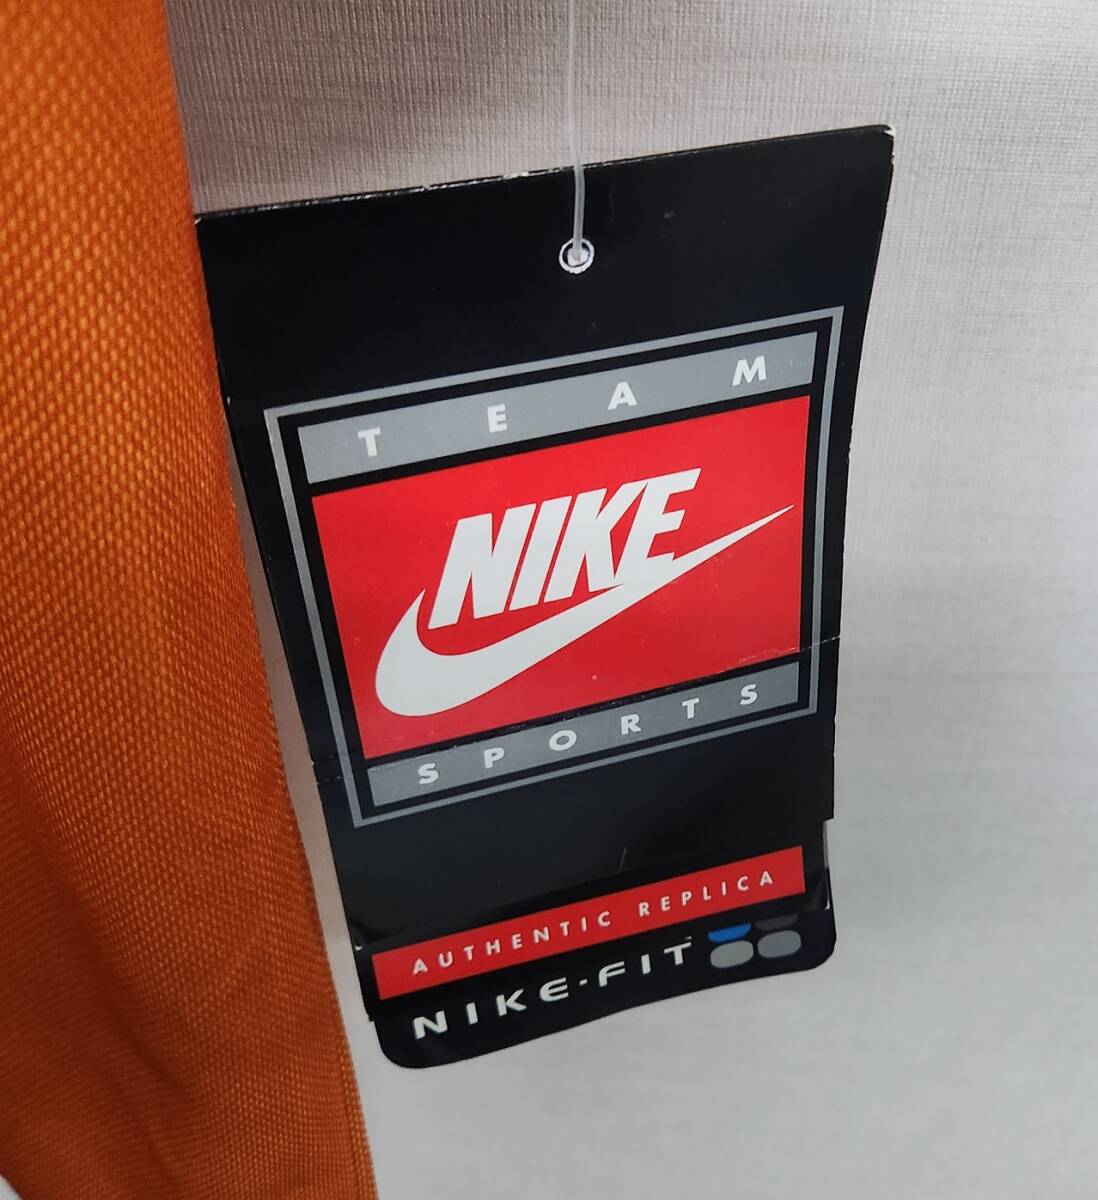 TEAM
NIKE
SPORTS
AUTHENTIC REPLICA
NIKE-FIT